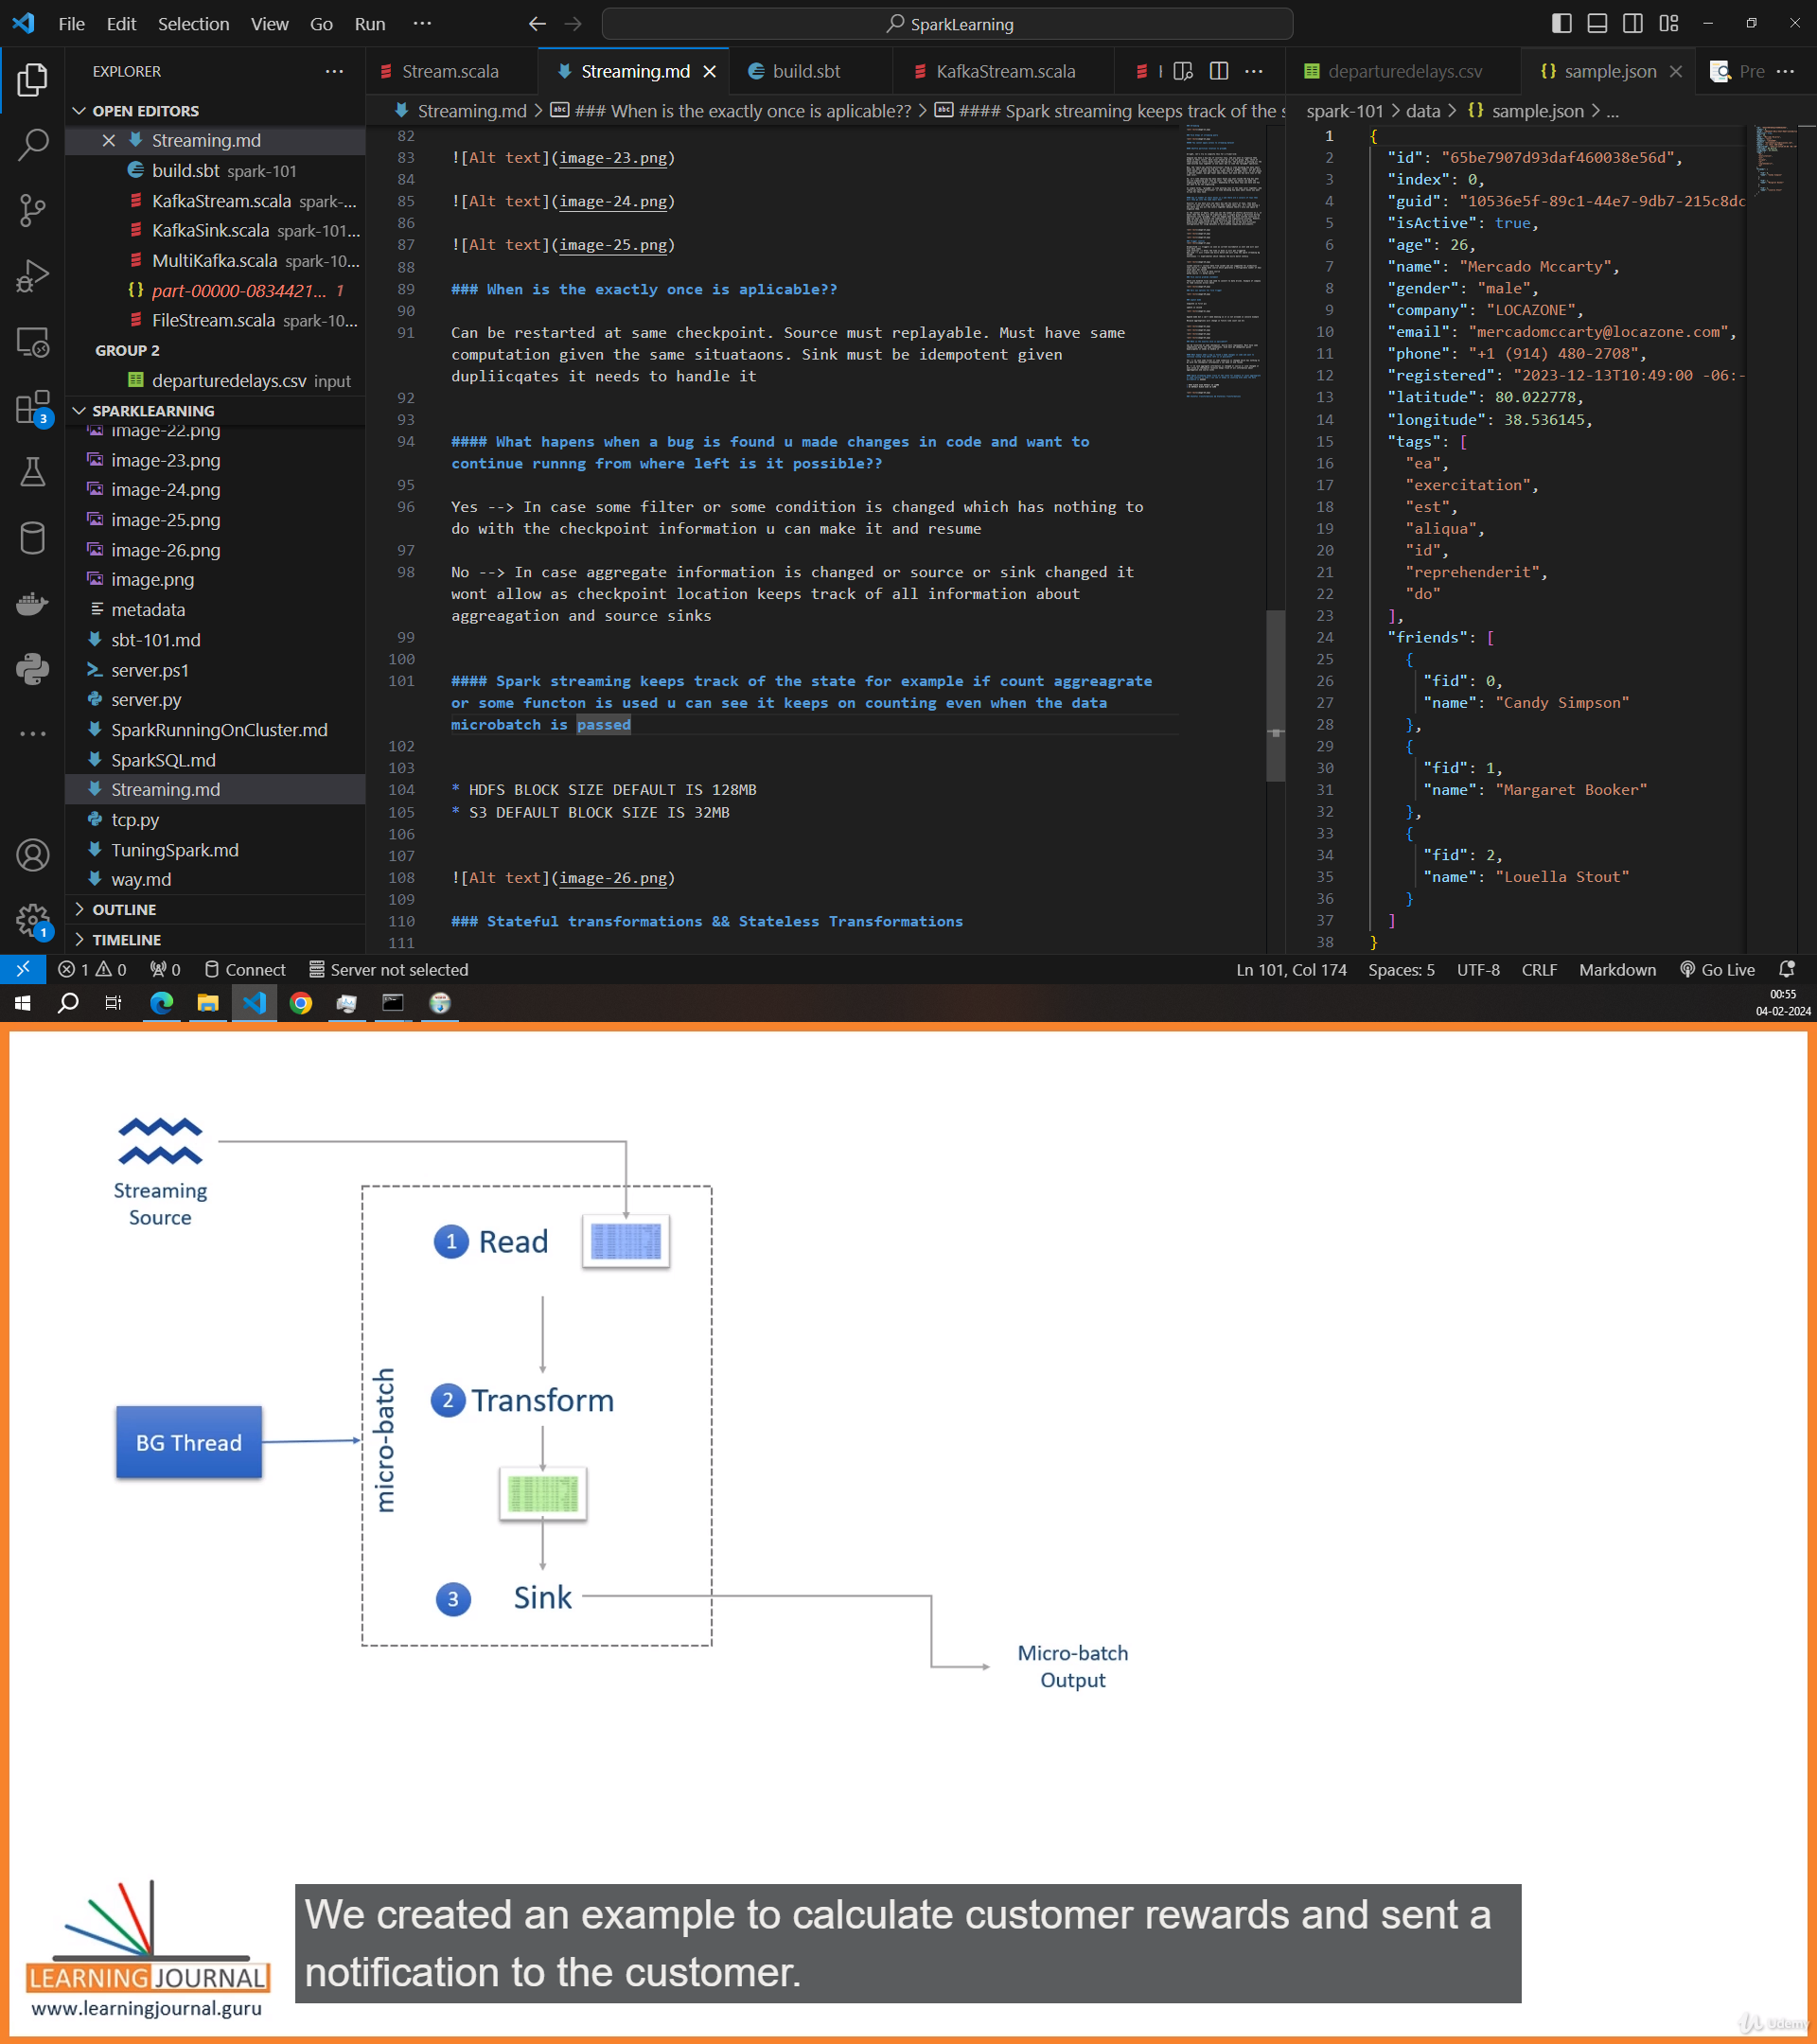 File Edit Selection View Go Run ···
SparkLearning
EXPLORER
Stream.scala
Streaming.md
build.sbt
KafkaStream.scala
departuredelays.csv
sample.json
Pre
OPEN EDITORS
Streaming.md
build.sbt spark-101
KafkaStream.scala spark-...
KafkaSink.scala spark-101...
MultiKafka.scala spark-10...
part-00000-0834421... 1
FileStream.scala spark-10...
GROUP 2
departuredelays.csv input
SPARKLEARNING
image-22.png
image-23.png
image-24.png
image-25.png
image-26.png
image.png
metadata
sbt-101.md
server.ps1
server.py
SparkRunningOnCluster.md
SparkSQL.md
Streaming.md
tcp.py
TuningSpark.md
way.md
OUTLINE
TIMELINE
3
1
Streaming.md > ### When is the exactly once is aplicable?? > #### Spark streaming keeps track of the s
82
83 ![Alt text](image-23.png)
84
85 ![Alt text](image-24.png)
86
87 ![Alt text](image-25.png)
88
89 ### When is the exactly once is aplicable??
90
91 Can be restarted at same checkpoint. Source must replayable. Must have same
computation given the same situataons. Sink must be idempotent given
dupliicqates it needs to handle it
92
93
94 #### What hapens when a bug is found u made changes in code and want to
continue runnng from where left is it possible??
95
96 Yes --> In case some filter or some condition is changed which has nothing to
do with the checkpoint information u can make it and resume
97
98 No --> In case aggregate information is changed or source or sink changed it
wont allow as checkpoint location keeps track of all information about
aggreagation and source sinks
99
100
101 #### Spark streaming keeps track of the state for example if count aggreagrate
or some functon is used u can see it keeps on counting even when the data
microbatch is passed
102
103
104 * HDFS BLOCK SIZE DEFAULT IS 128MB
105 * S3 DEFAULT BLOCK SIZE IS 32MB
106
107
108 ![Alt text](image-26.png)
109
110 ### Stateful transformations && Stateless Transformations
111
spark-101 > data > {} sample.json > ...
1 {
2 "id": "65be7907d93daf460038e56d",
3 "index": 0,
4 "guid": "10536e5f-89c1-44e7-9db7-215c8dc
5 "isActive": true,
6 "age": 26,
7 "name": "Mercado Mccarty",
8 "gender": "male",
9 "company": "LOCAZONE",
10 "email": "mercadomccarty@locazone.com",
11 "phone": "+1 (914) 480-2708",
12 "registered": "2023-12-13T10:49:00 -06:-
13 "latitude": 80.022778,
14 "longitude": 38.536145,
15 "tags": [
16 "ea",
17 "exercitation",
18 "est",
19 "aliqua",
20 "id",
21 "reprehenderit",
22 "do"
23 ],
24 "friends": [
25 {
26 "fid": 0,
27 "name": "Candy Simpson"
28 },
29 {
30 "fid": 1,
31 "name": "Margaret Booker"
32 },
33 {
34 "fid": 2,
35 "name": "Louella Stout"
36 }
37 ]
38 }
1 0 0 Connect Server not selected
Ln 101, Col 174 Spaces: 5 UTF-8 CRLF Markdown Go Live
00:55
04-02-2024
Streaming
Source
1 Read
micro-batch
BG Thread
2 Transform
3 Sink
Micro-batch
Output
LEARNING JOURNAL
www.learningjournal.guru
We created an example to calculate customer rewards and sent a
notification to the customer.
Udemy